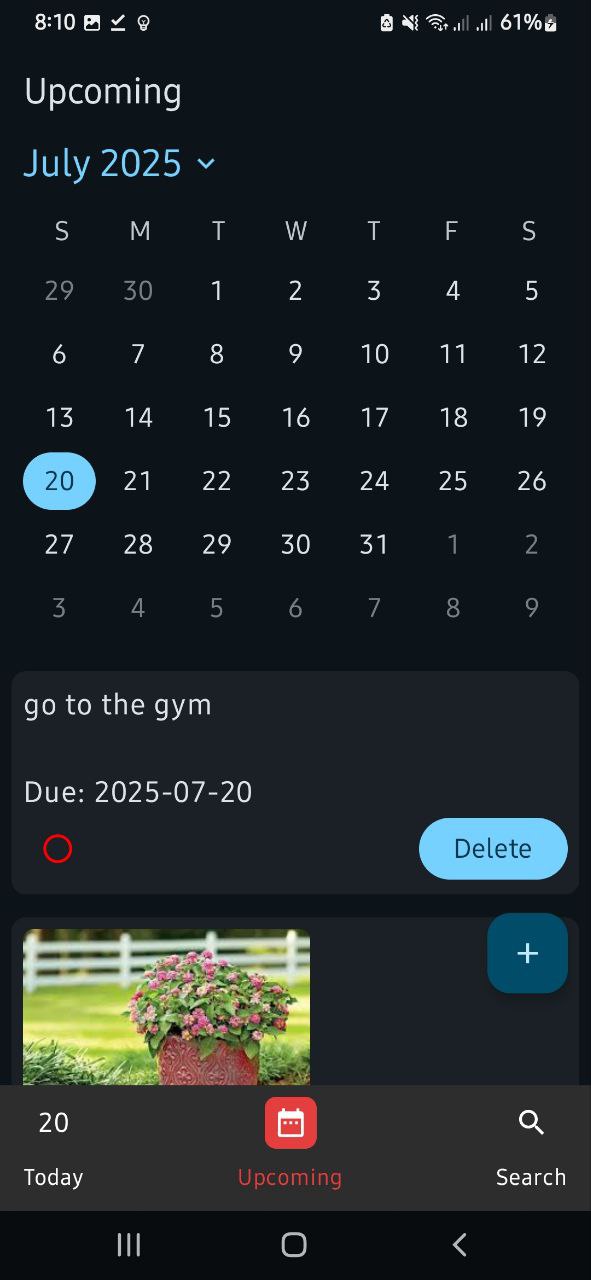 8:10 61%
Upcoming
July 2025
S M T W T F S
29 30 1 2 3 4 5
6 7 8 9 10 11 12
13 14 15 16 17 18 19
20 21 22 23 24 25 26
27 28 29 30 31 1 2
3 4 5 6 7 8 9
go to the gym
Due: 2025-07-20
Delete
+
20
Today Upcoming Search